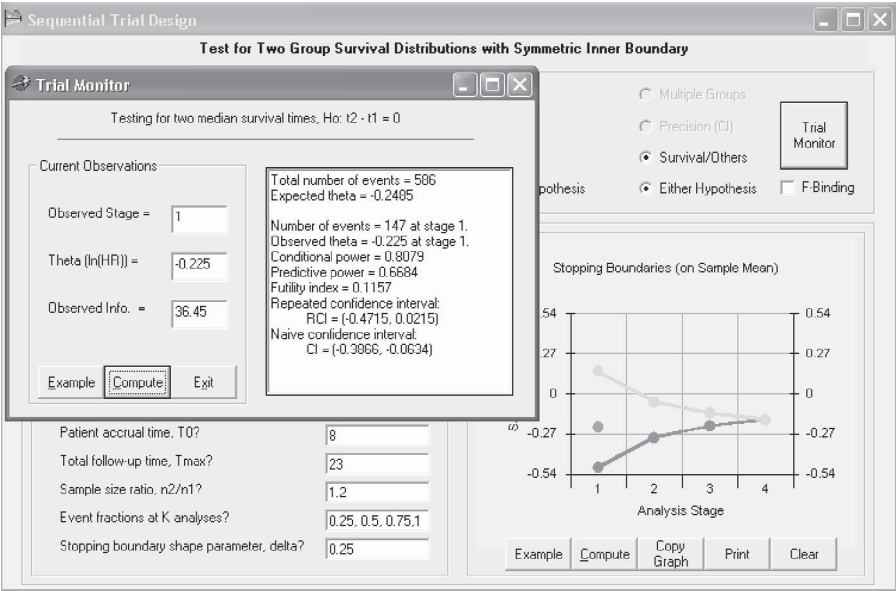 Sequential Trial Design
Test for Two Group Survival Distributions with Symmetric Inner Boundary
Trial Monitor
Testing for two median survival times, Ho: t2 - t1 = 0
Current Observations
Observed Stage = 1
Theta (ln(HR)) = -0.225
Observed Info. = 36.45
Example Compute Exit
Total number of events = 586
Expected theta = -0.2485
Number of events = 147 at stage 1.
Observed theta = -0.225 at stage 1.
Conditional power = 0.8079
Predictive power = 0.6684
Futility index = 0.1157
Repeated confidence interval:
RCI = (-0.4715, 0.0215)
Naive confidence interval:
CI = (-0.3866, -0.0634)
Multiple Groups
Precision (CI)
Survival/Others
pothesis
Either Hypothesis
Trial
Monitor
F-Binding
Patient accrual time, T0? 8
Total follow-up time, Tmax? 23
Sample size ratio, n2/n1? 1.2
Event fractions at K analyses? 0.25, 0.5, 0.75,1
Stopping boundary shape parameter, delta? 0.25
Stopping Boundaries (on Sample Mean)
.54 0.54
.27 0.27
0 0
-0.27 -0.27
-0.54 -0.54
1 2 3 4
Analysis Stage
Example Compute Copy Graph Print Clear